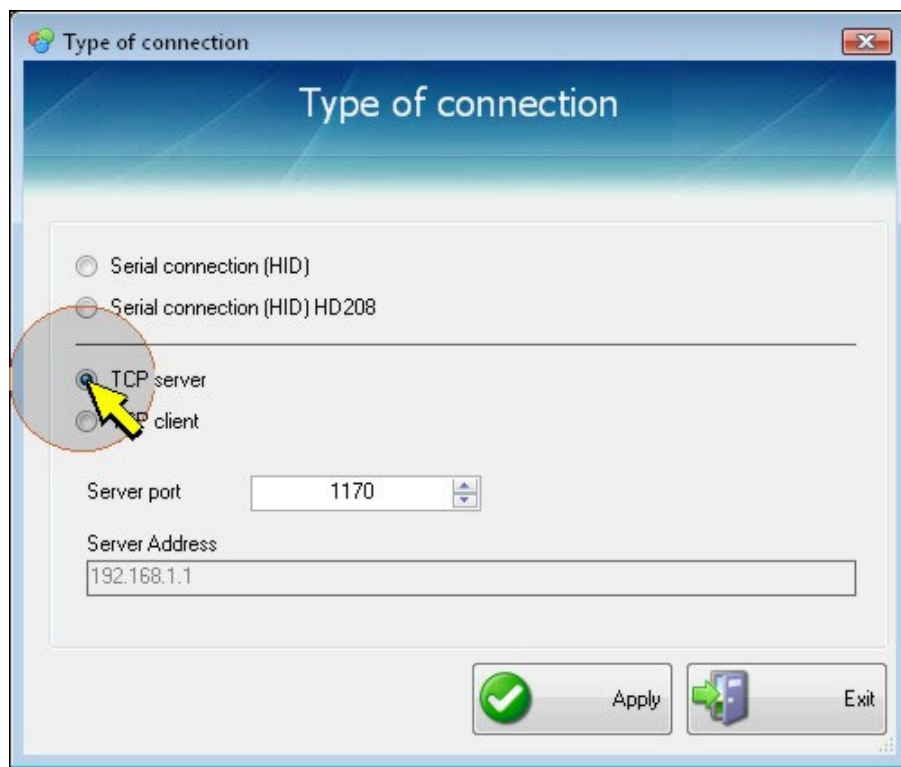 Type of connection
Type of connection
Serial connection (HID)
Serial connection (HID) HD208
TCP server
TCP client
Server port 1170
Server Address
192.168.1.1
Apply Exit